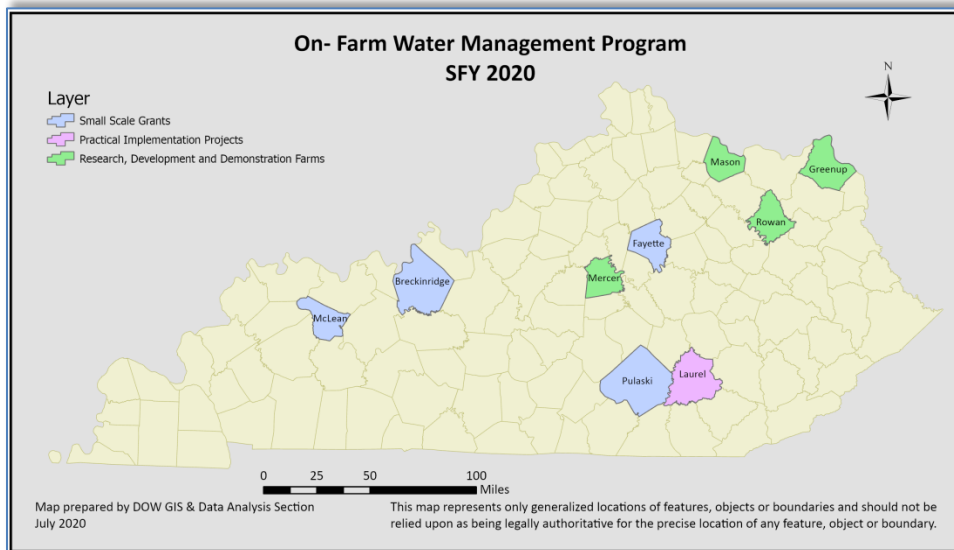 On- Farm Water Management Program
SFY 2020
N
Layer
Small Scale Grants
Practical Implementation Projects
Research, Development and Demonstration Farms
Mason
Greenup
Rowan
Fayette
Mercer
Breckinridge
McLean
Pulaski
Laurel
0 25 50 100
Miles
Map prepared by DOW GIS & Data Analysis Section
July 2020
This map represents only generalized locations of features, objects or boundaries and should not be
relied upon as being legally authoritative for the precise location of any feature, object or boundary.